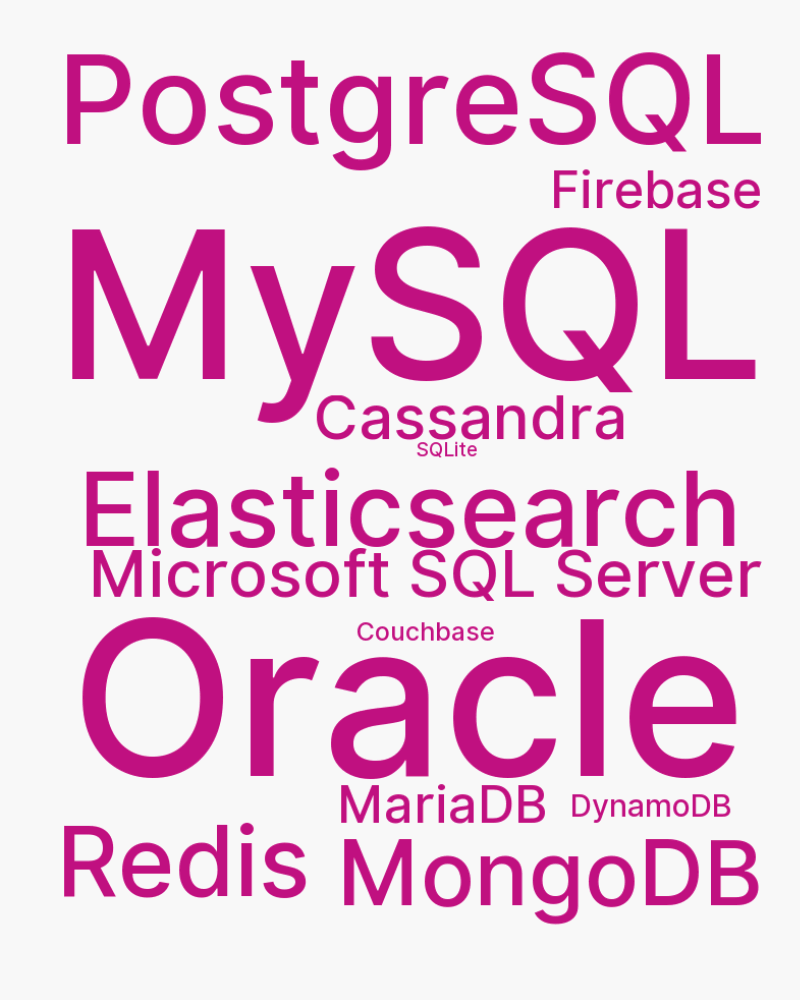 PostgreSQL
Firebase
MySQL
Cassandra
SQLite
Elasticsearch
Microsoft SQL Server
Couchbase
Oracle
MariaDB DynamoDB
Redis MongoDB